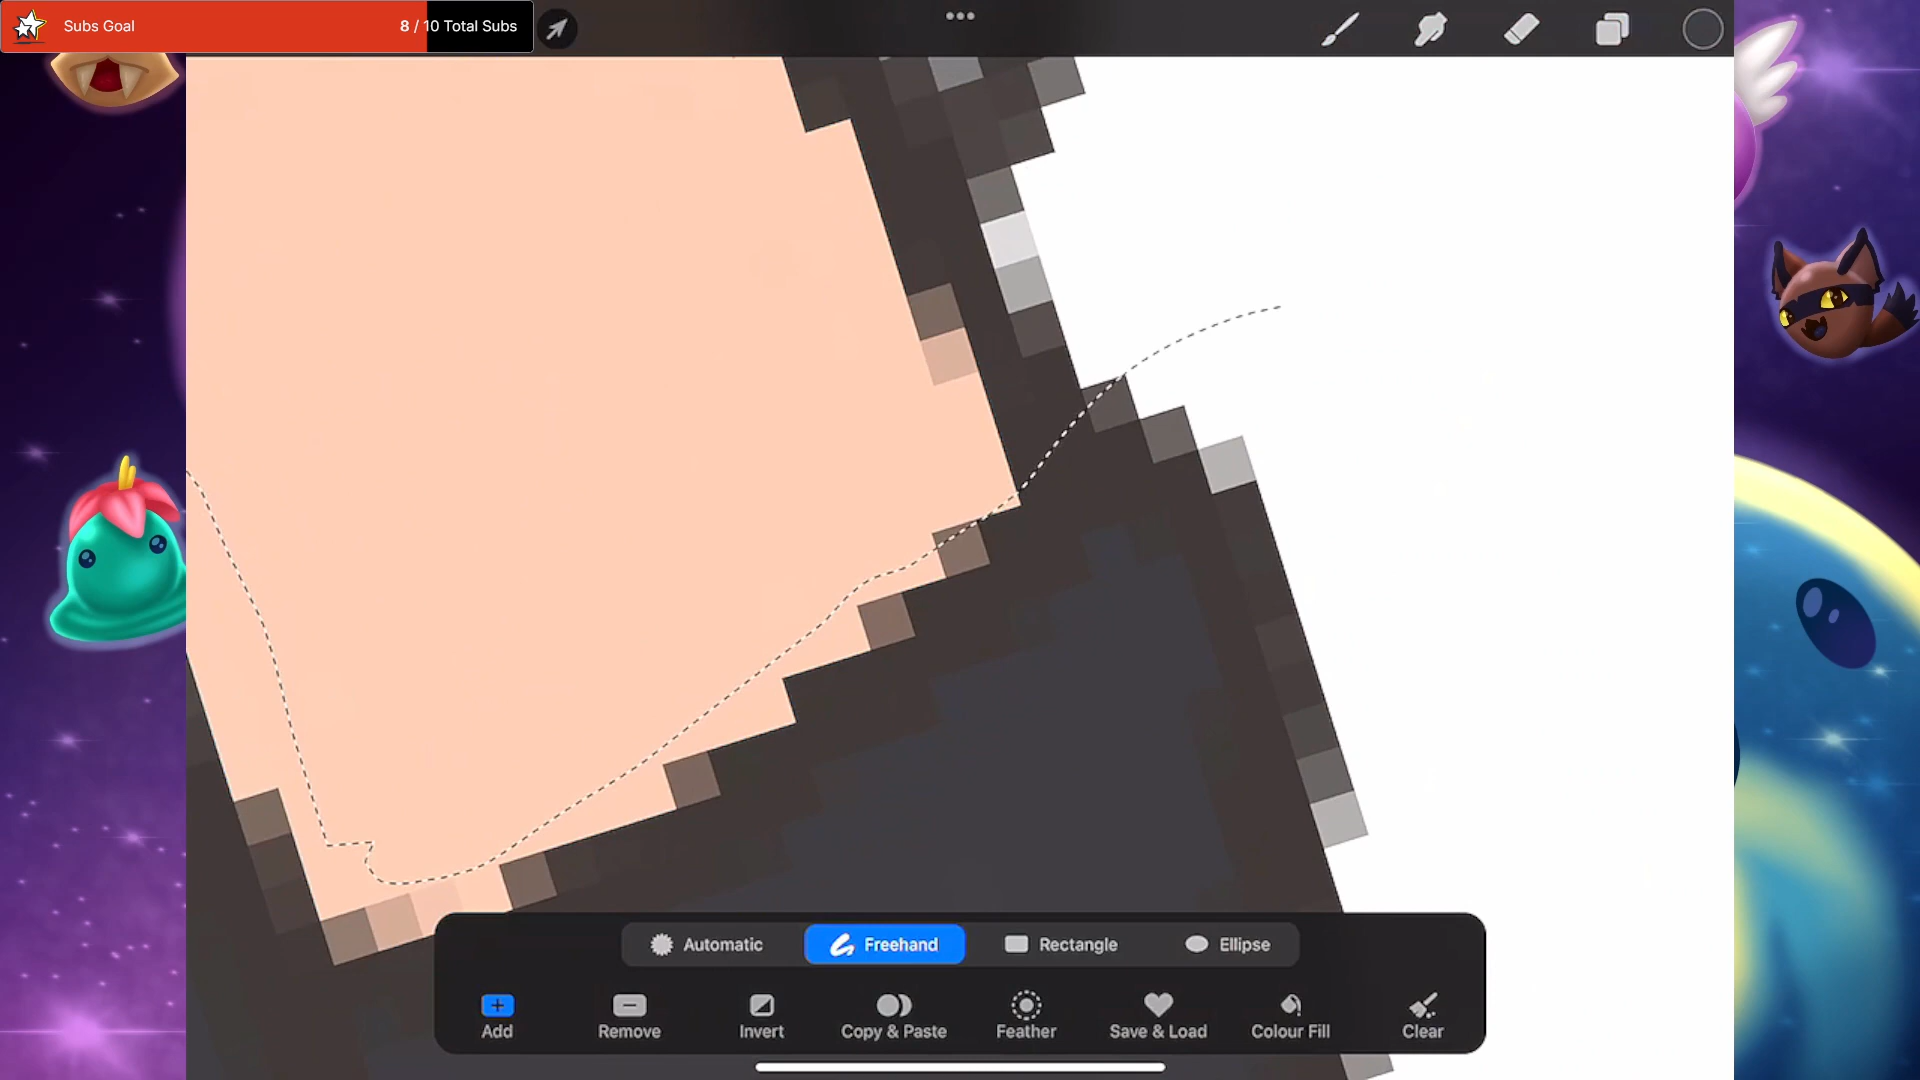 Subs Goal 8 / 10 Total Subs
Automatic Freehand Rectangle Ellipse
Add Remove Invert Copy & Paste Feather Save & Load Colour Fill Clear